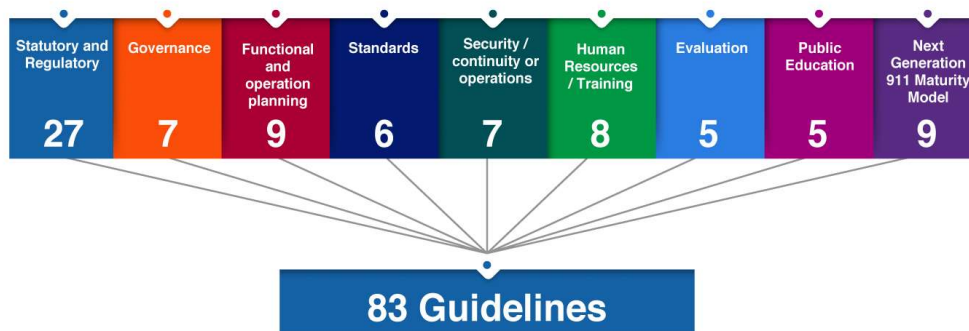 Statutory and
Regulatory
27
Governance
7
Functional
and
operation
planning
9
Standards
6
Security /
continuity or
operations
7
Human
Resources
/ Training
8
Evaluation
5
Public
Education
5
Next
Generation
911 Maturity
Model
9
83 Guidelines